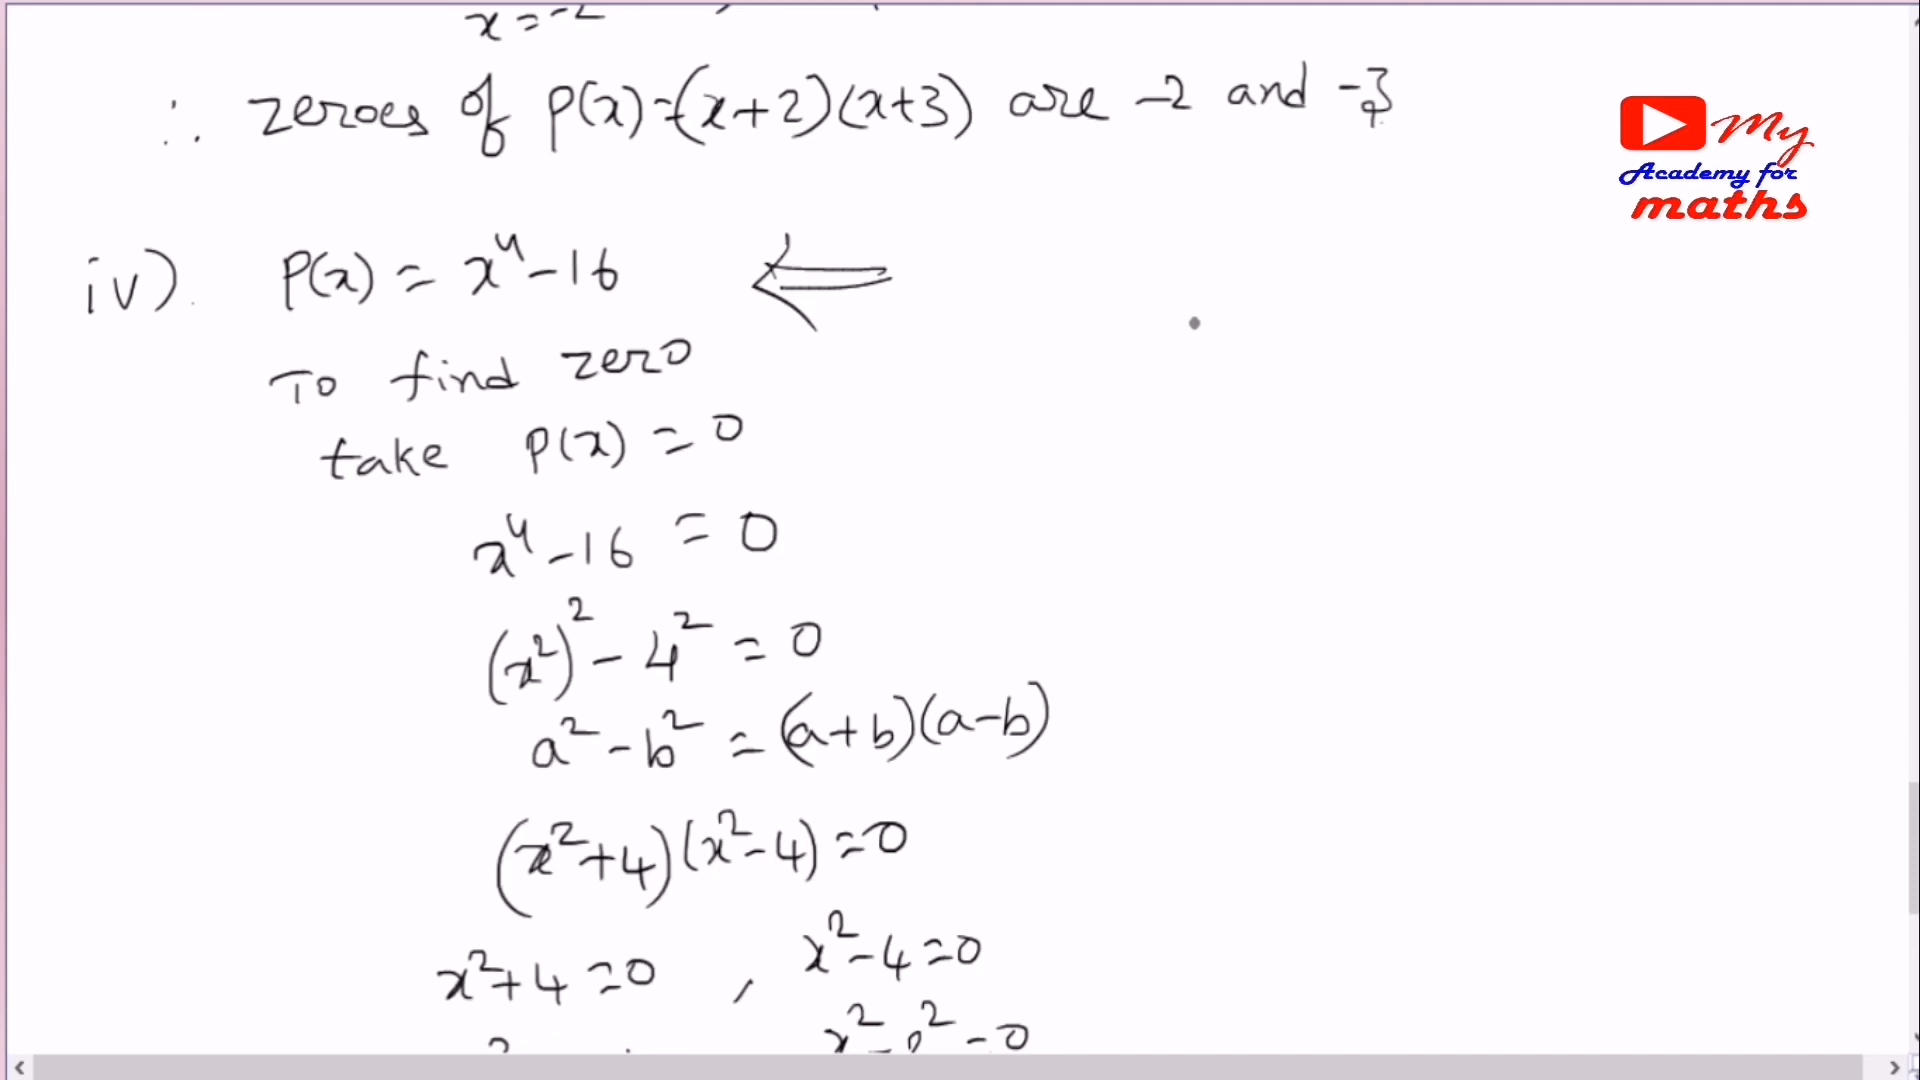 x = -2
∴ zeroes of P(x)=(x+2)(x+3) are -2 and -3
My
Academy for
maths
iv). P(x) = x⁴-16
To find zero
take P(x) = 0
x⁴-16 = 0
(x²)² - 4² = 0
a² - b² = (a+b)(a-b)
(x²+4)(x²-4)=0
x²+4=0 , x²-4=0